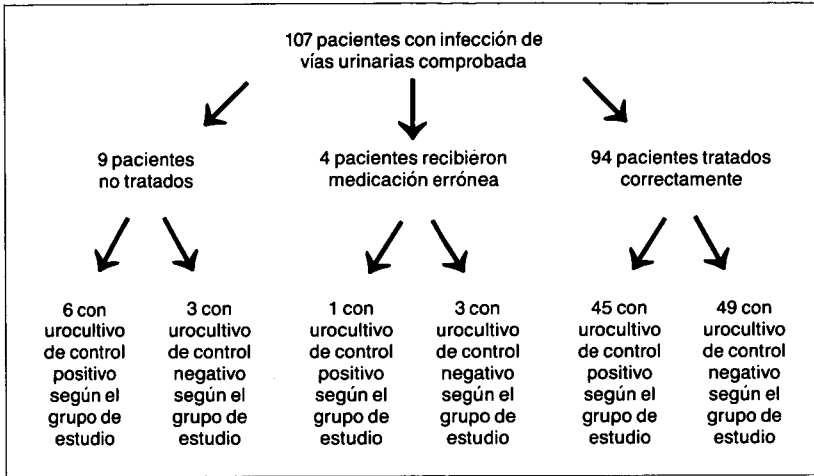 107 pacientes con infección de
vías urinarias comprobada
9 pacientes
no tratados
4 pacientes recibieron
medicación errónea
94 pacientes tratados
correctamente
6 con
urocultivo
de control
positivo
según el
grupo de
estudio
3 con
urocultivo
de control
negativo
según el
grupo de
estudio
1 con
urocultivo
de control
positivo
según el
grupo de
estudio
3 con
urocultivo
de control
negativo
según el
grupo de
estudio
45 con
urocultivo
de control
positivo
según el
grupo de
estudio
49 con
urocultivo
de control
negativo
según el
grupo de
estudio